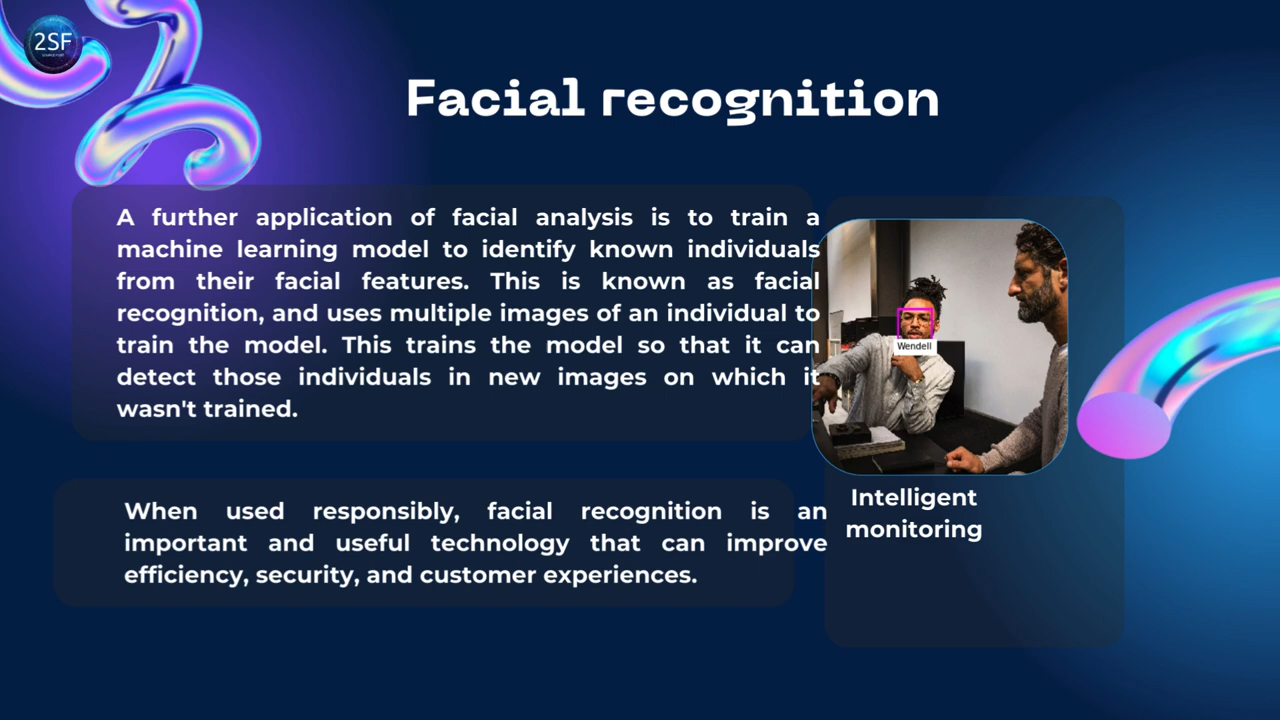 2SF
Facial recognition
A further application of facial analysis is to train a
machine learning model to identify known individuals
from their facial features. This is known as facial
recognition, and uses multiple images of an individual to
train the model. This trains the model so that it can
detect those individuals in new images on which it
wasn't trained.
When used responsibly, facial recognition is an
important and useful technology that can improve
efficiency, security, and customer experiences.
Wendell
Intelligent
monitoring